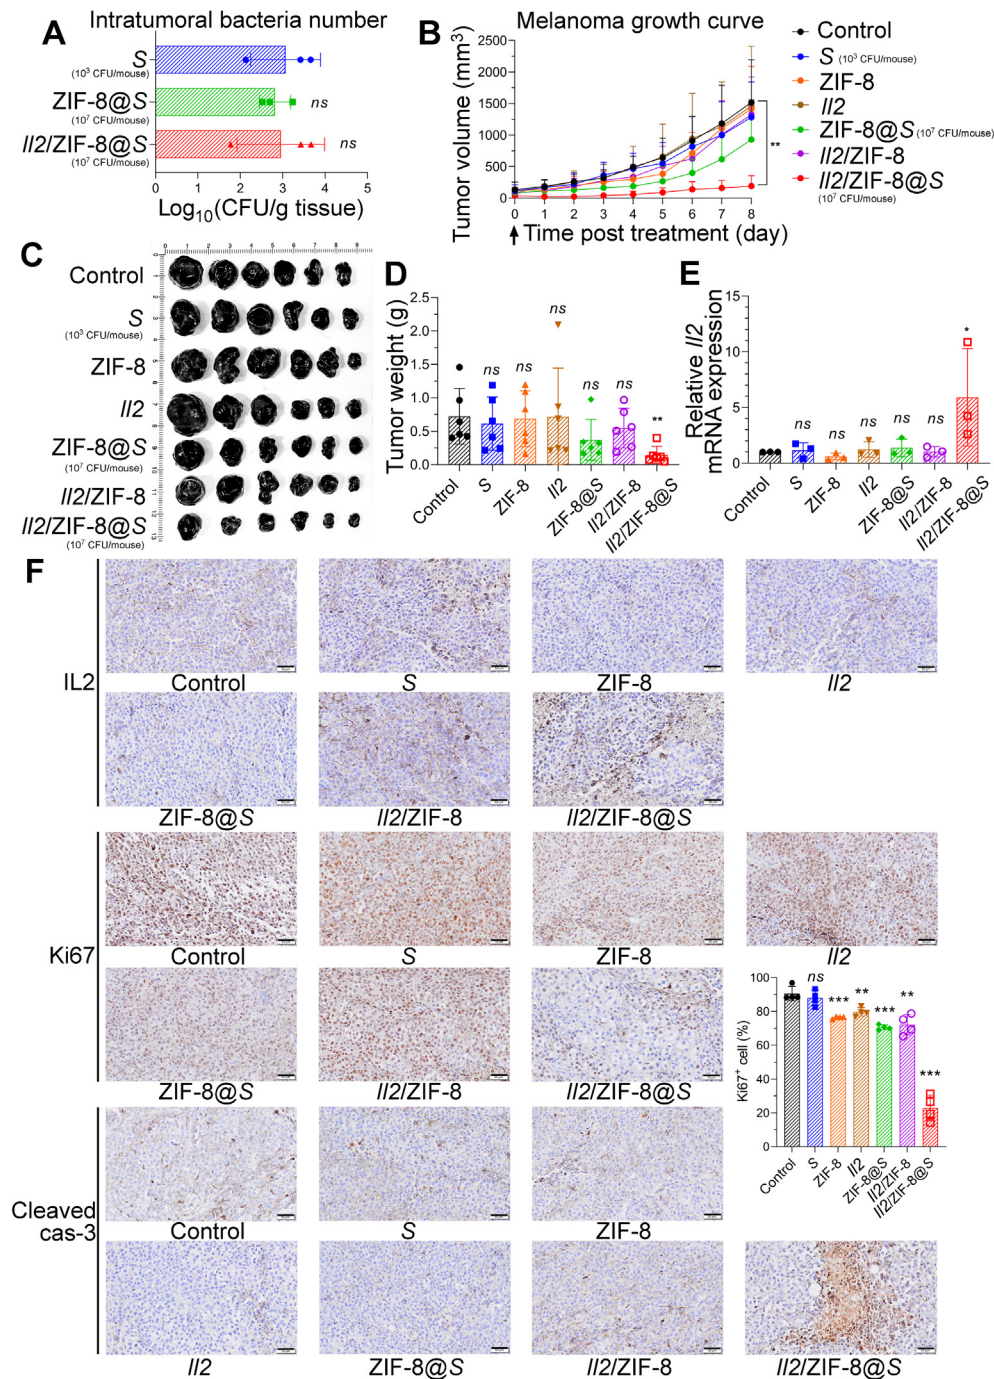 A
Intratumoral bacteria number
S
(10³ CFU/mouse)
ZIF-8@S
(10⁷ CFU/mouse)
ns
Il2/ZIF-8@S
(10⁷ CFU/mouse)
ns
0 1 2 3 4 5
Log₁₀(CFU/g tissue)
B
Melanoma growth curve
Tumor volume (mm³)
2500
2000
1500
1000
500
0
0 1 2 3 4 5 6 7 8
Time post treatment (day)
**
Control
S (10³ CFU/mouse)
ZIF-8
Il2
ZIF-8@S (10⁷ CFU/mouse)
Il2/ZIF-8
Il2/ZIF-8@S
(10⁷ CFU/mouse)
C
0 1 2 3 4 5 6 7 8 9
Control
S
(10³ CFU/mouse)
ZIF-8
Il2
ZIF-8@S
(10⁷ CFU/mouse)
Il2/ZIF-8
Il2/ZIF-8@S
(10⁷ CFU/mouse)
D
Tumor weight (g)
2.5
2.0
1.5
1.0
0.5
0.0
ns ns ns ns ns **
Control S ZIF-8 Il2 ZIF-8@S Il2/ZIF-8 Il2/ZIF-8@S
E
Relative Il2
mRNA expression
15
10
5
0
ns ns ns ns ns *
Control S ZIF-8 Il2 ZIF-8@S Il2/ZIF-8 Il2/ZIF-8@S
F
IL2
Control S ZIF-8 Il2
ZIF-8@S Il2/ZIF-8 Il2/ZIF-8@S
Ki67
Control S ZIF-8 Il2
ZIF-8@S Il2/ZIF-8 Il2/ZIF-8@S
Ki67⁺ cell (%)
100
80
60
40
20
0
ns *** ** *** ** ***
Control S ZIF-8 Il2 ZIF-8@S Il2/ZIF-8 Il2/ZIF-8@S
Cleaved
cas-3
Control S ZIF-8
Il2 ZIF-8@S Il2/ZIF-8 Il2/ZIF-8@S